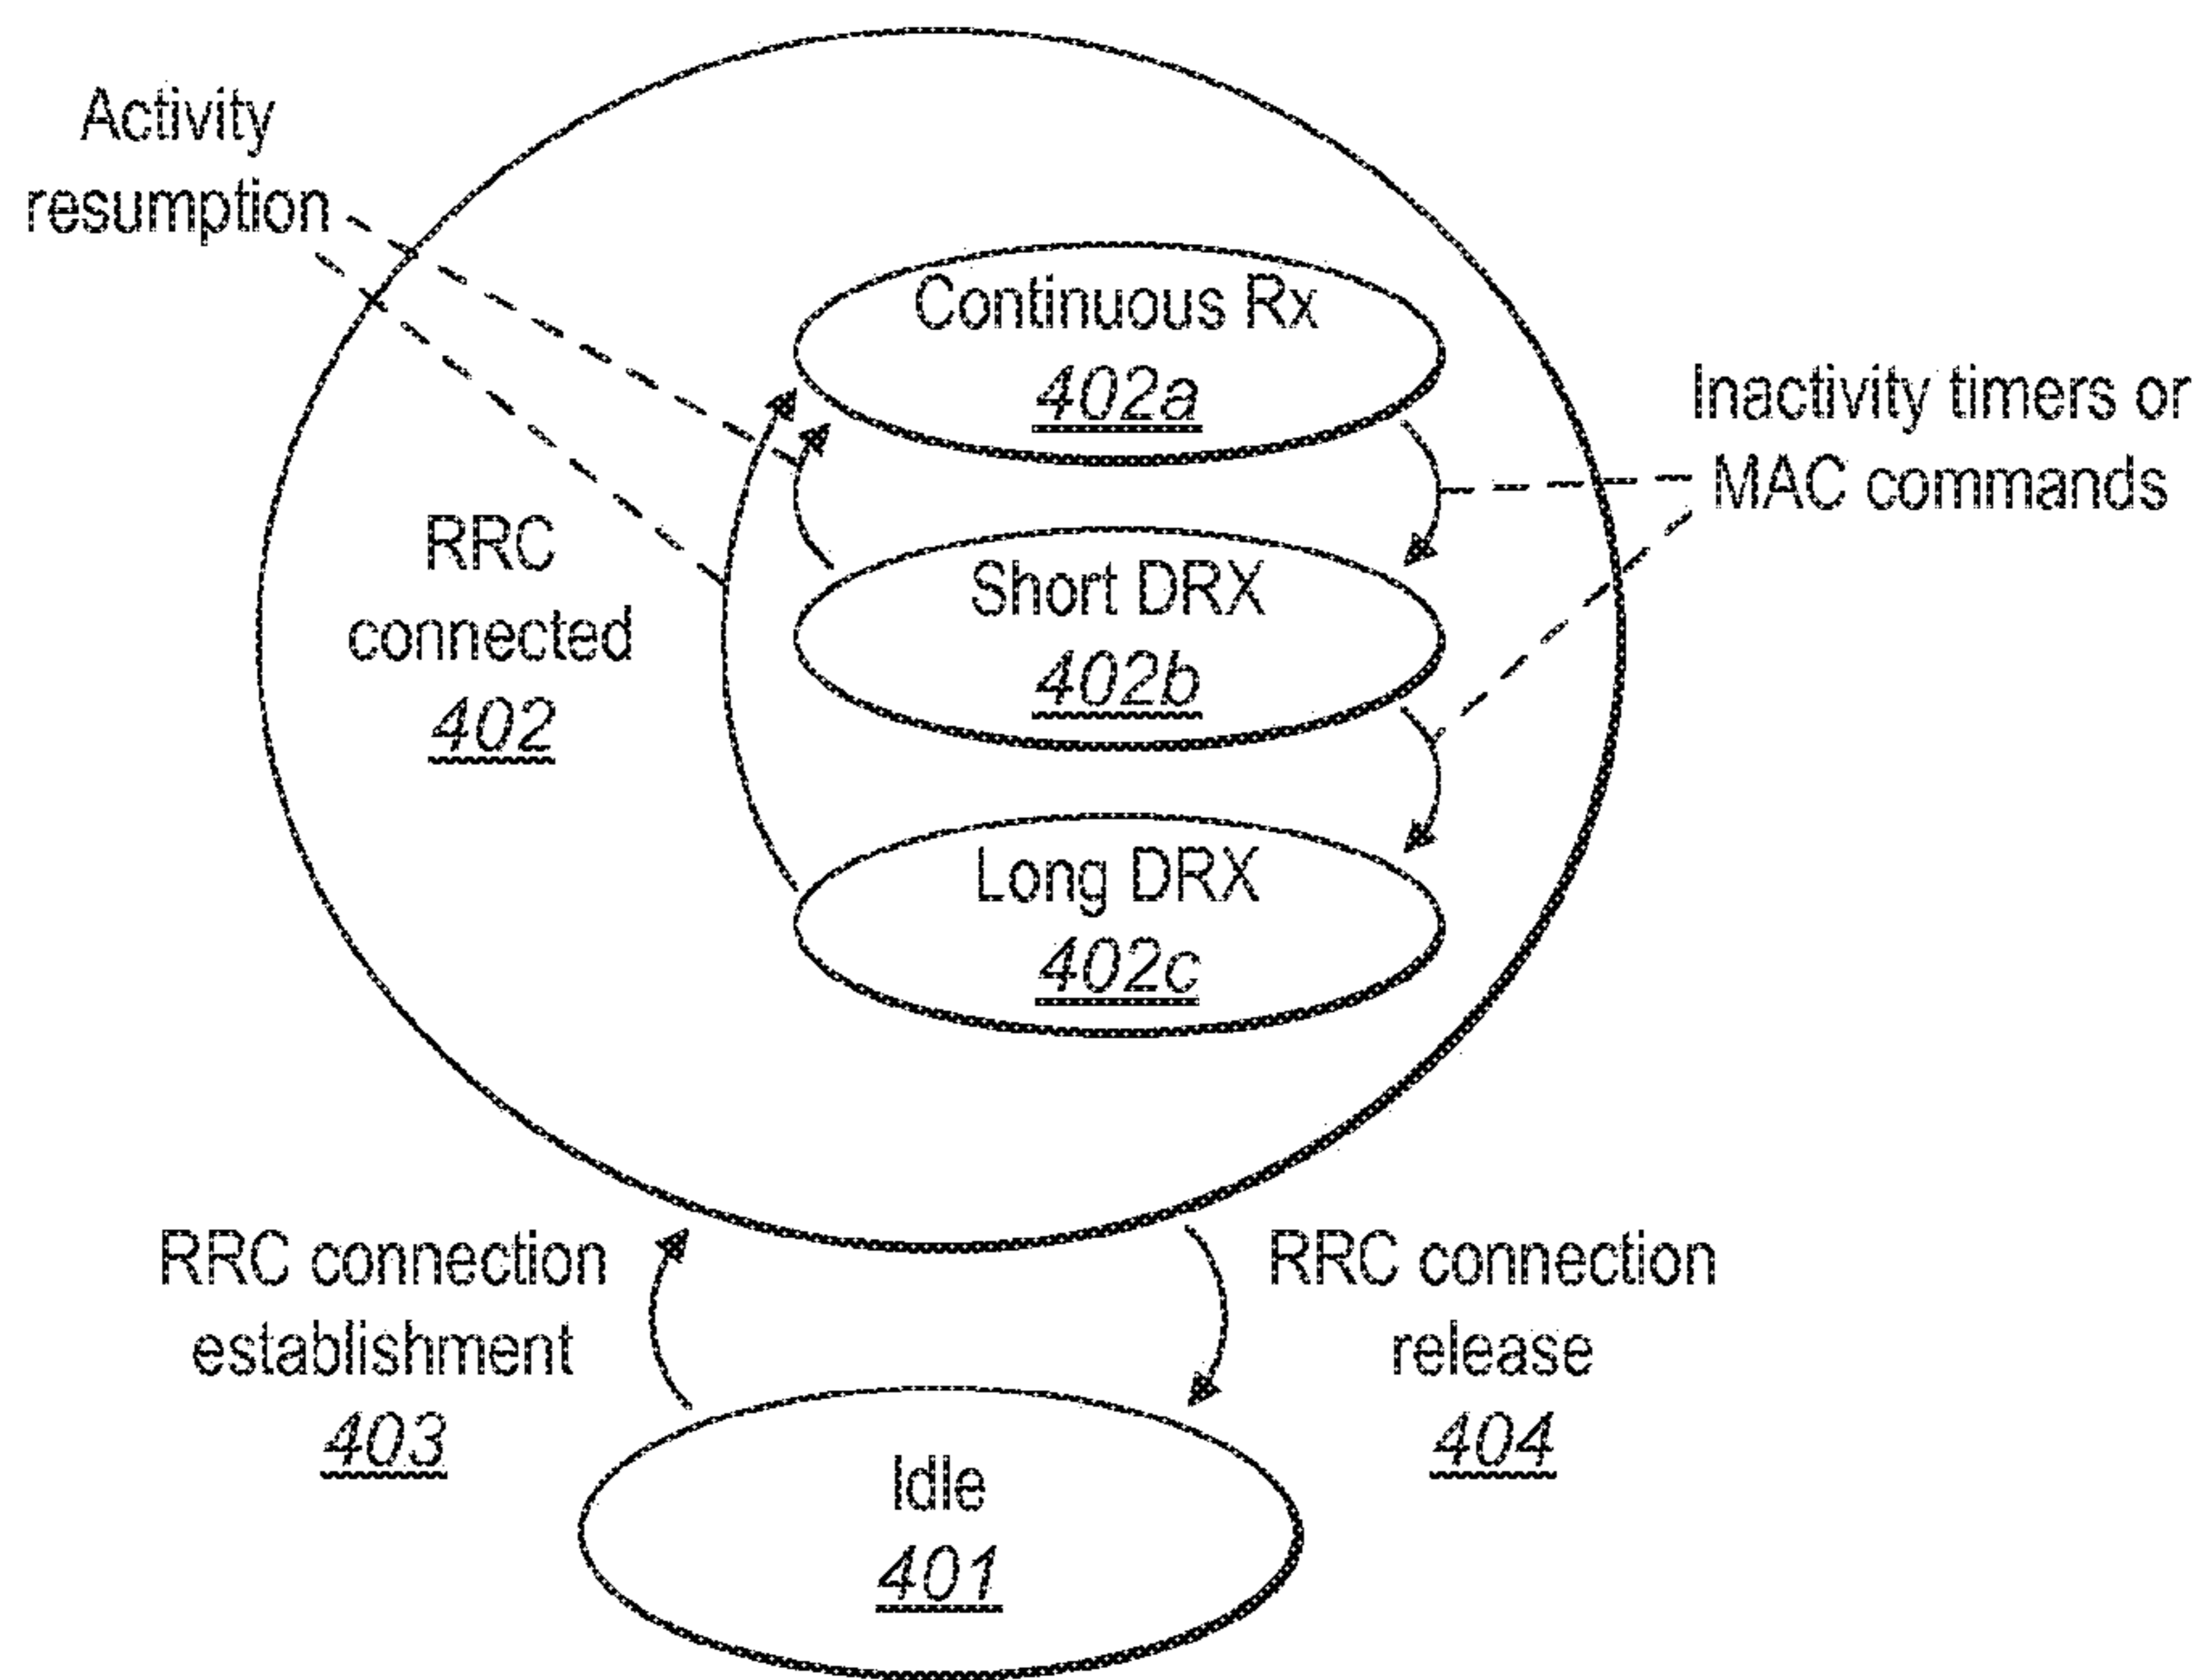 Activity
resumption
Continuous Rx
402a
Inactivity timers or
MAC commands
RRC
connected
402
Short DRX
402b
Long DRX
402c
RRC connection
establishment
403
RRC connection
release
404
Idle
401